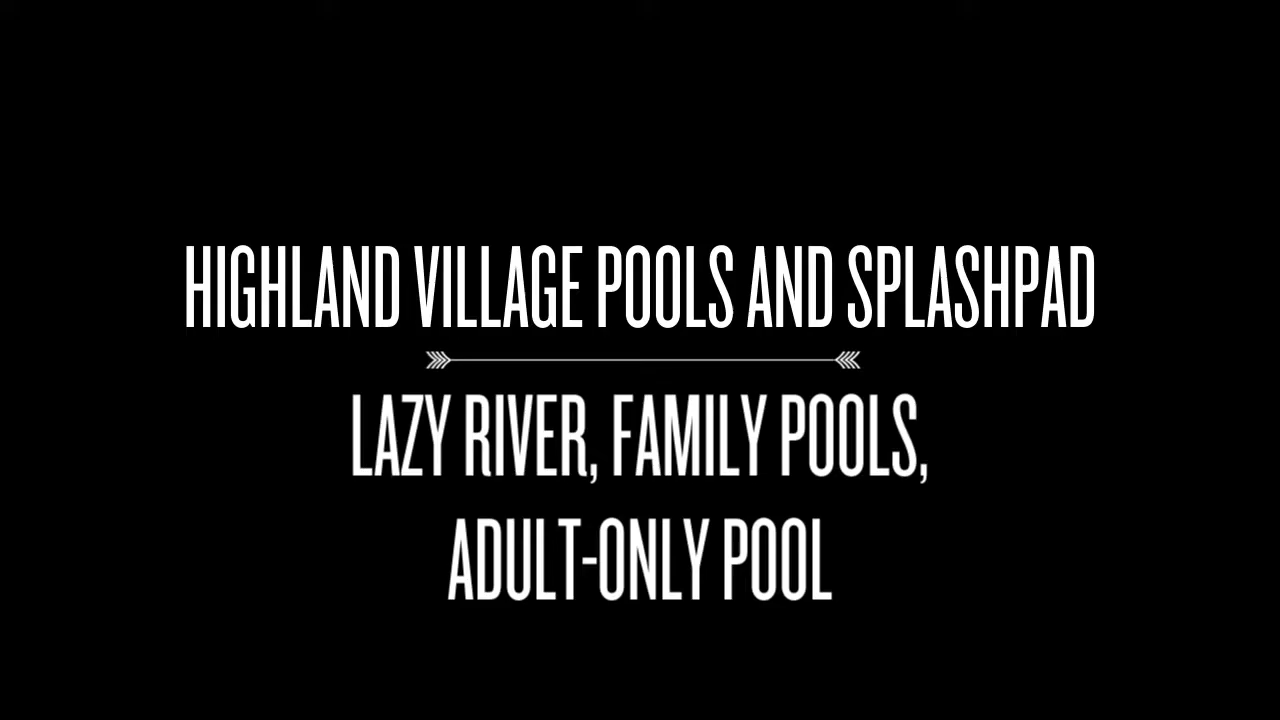 HIGHLAND VILLAGE POOLS AND SPLASHPAD
LAZY RIVER, FAMILY POOLS,
ADULT-ONLY POOL